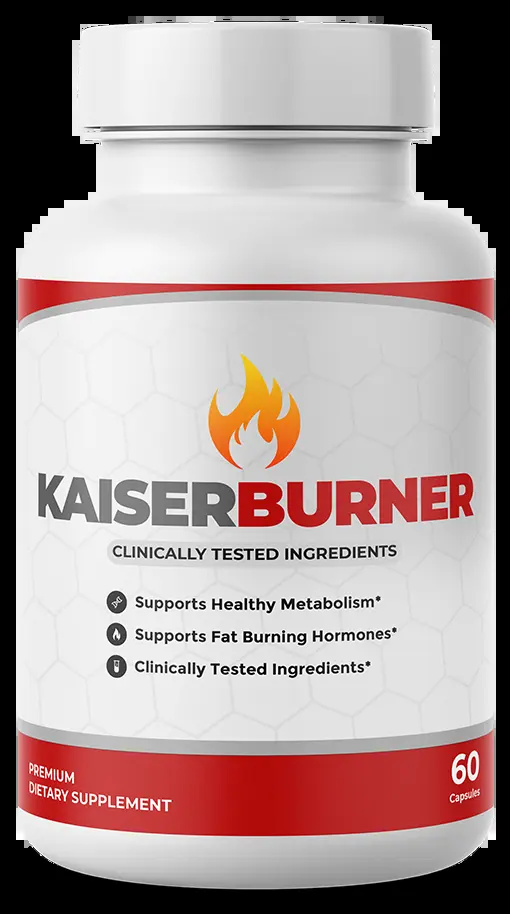 KAISERBURNER
CLINICALLY TESTED INGREDIENTS
Supports Healthy Metabolism*
Supports Fat Burning Hormones*
Clinically Tested Ingredients*
PREMIUM
DIETARY SUPPLEMENT
60
Capsules